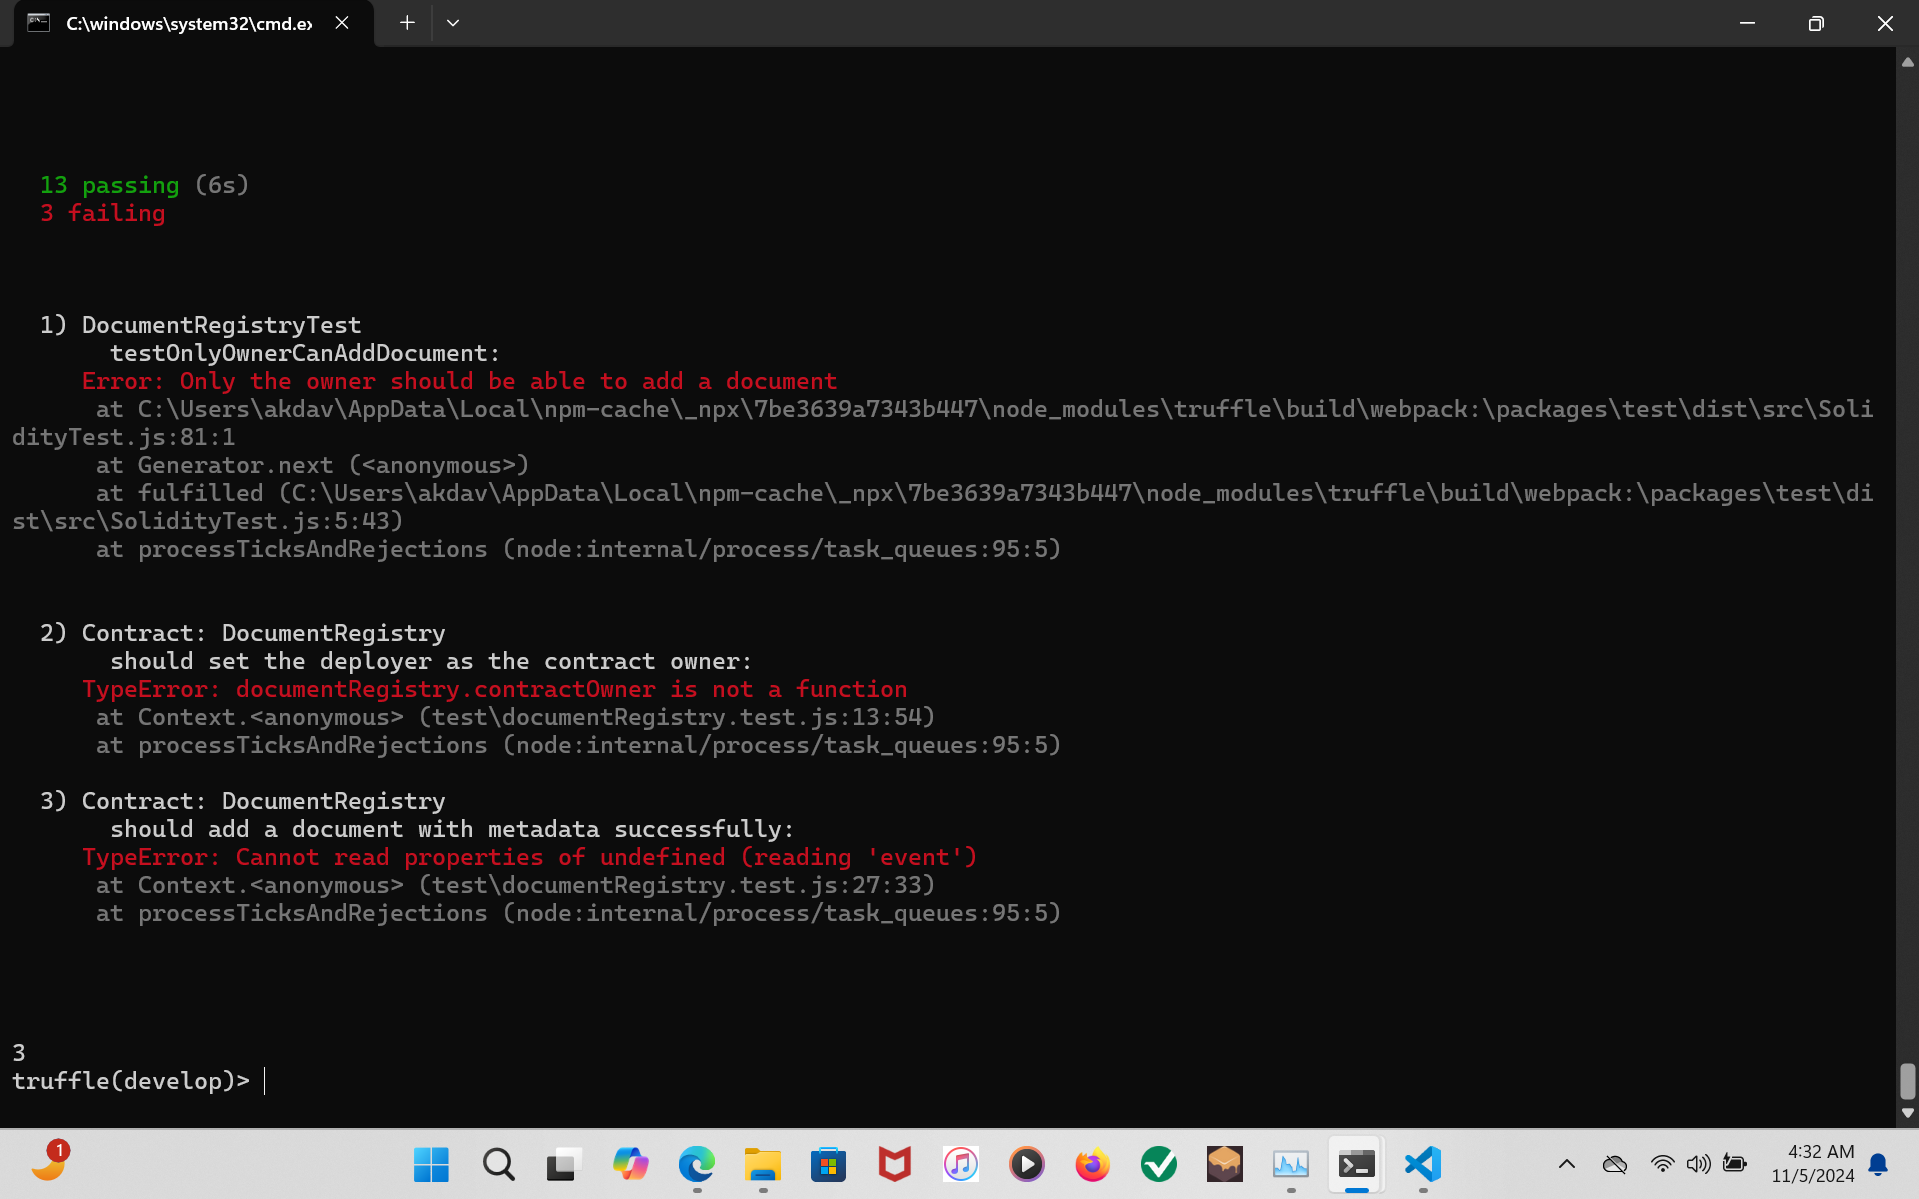 C:\windows\system32\cmd.ex
13 passing (6s)
3 failing
1) DocumentRegistryTest
testOnlyOwnerCanAddDocument:
Error: Only the owner should be able to add a document
at C:\Users\akdav\AppData\Local\npm-cache\_npx\7be3639a7343b447\node_modules\truffle\build\webpack:\packages\test\dist\src\Soli
dityTest.js:81:1
at Generator.next (<anonymous>)
at fulfilled (C:\Users\akdav\AppData\Local\npm-cache\_npx\7be3639a7343b447\node_modules\truffle\build\webpack:\packages\test\di
st\src\SolidityTest.js:5:43)
at processTicksAndRejections (node:internal/process/task_queues:95:5)
2) Contract: DocumentRegistry
should set the deployer as the contract owner:
TypeError: documentRegistry.contractOwner is not a function
at Context.<anonymous> (test\documentRegistry.test.js:13:54)
at processTicksAndRejections (node:internal/process/task_queues:95:5)
3) Contract: DocumentRegistry
should add a document with metadata successfully:
TypeError: Cannot read properties of undefined (reading 'event')
at Context.<anonymous> (test\documentRegistry.test.js:27:33)
at processTicksAndRejections (node:internal/process/task_queues:95:5)
3
truffle(develop)>
1
4:32 AM
11/5/2024